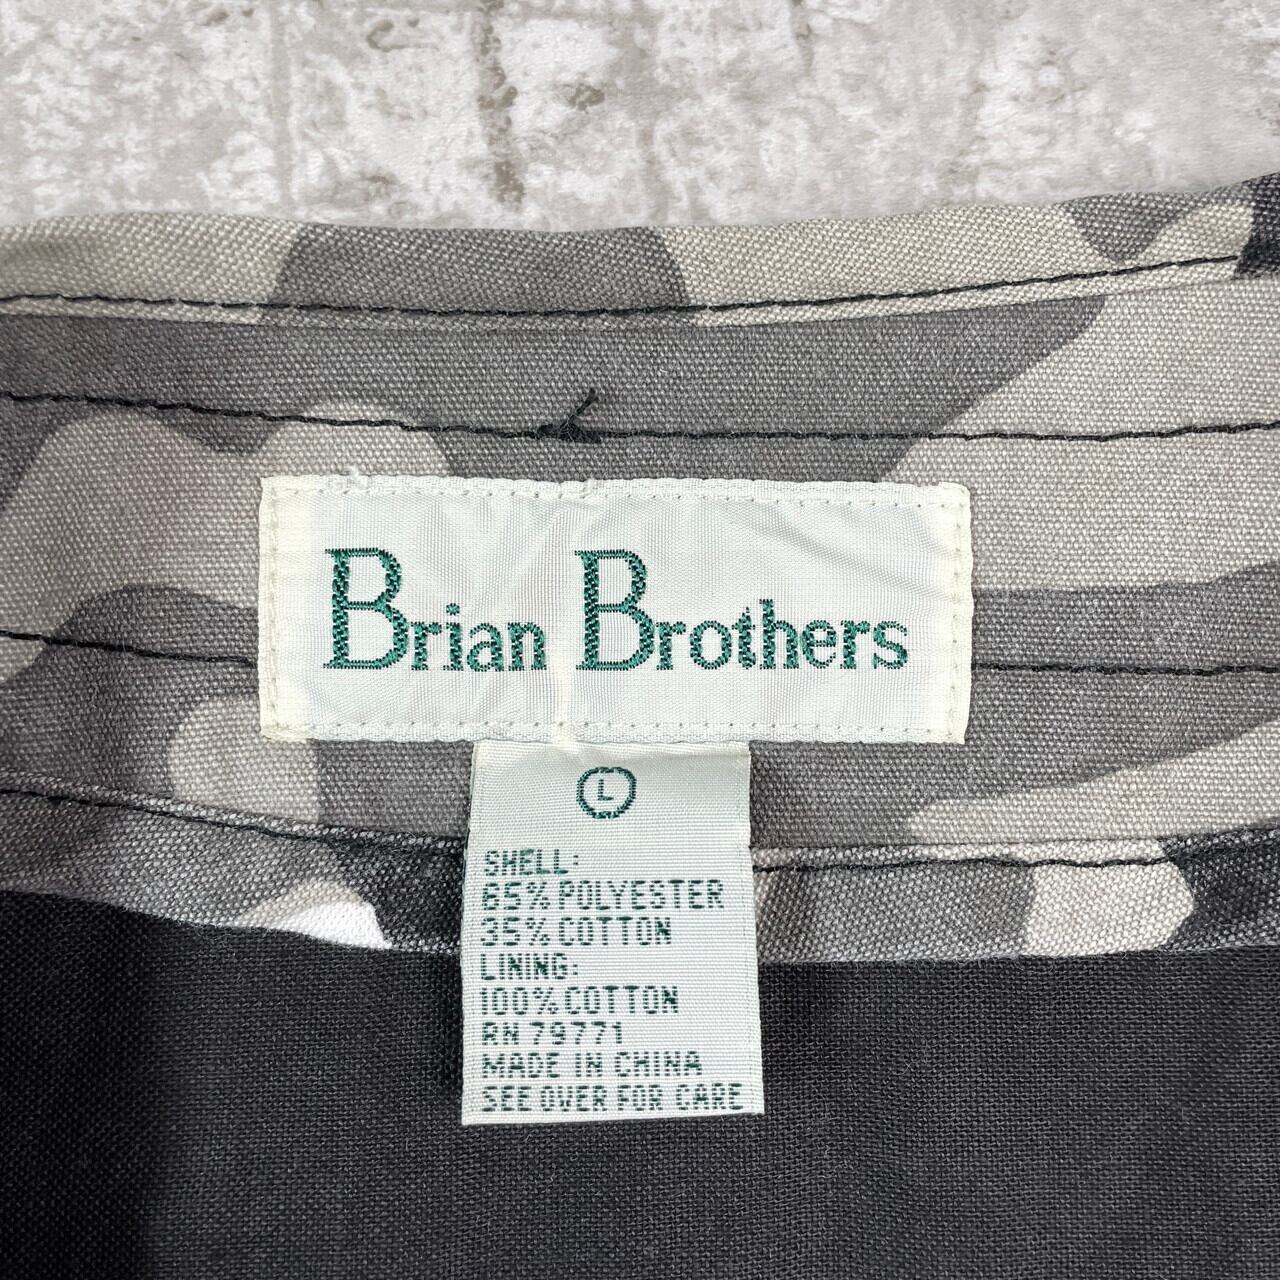 Brian Brothers
L
SHELL:
65% POLYESTER
35% COTTON
LINING:
100% COTTON
RN 79771
MADE IN CHINA
SEE OVER FOR CARE